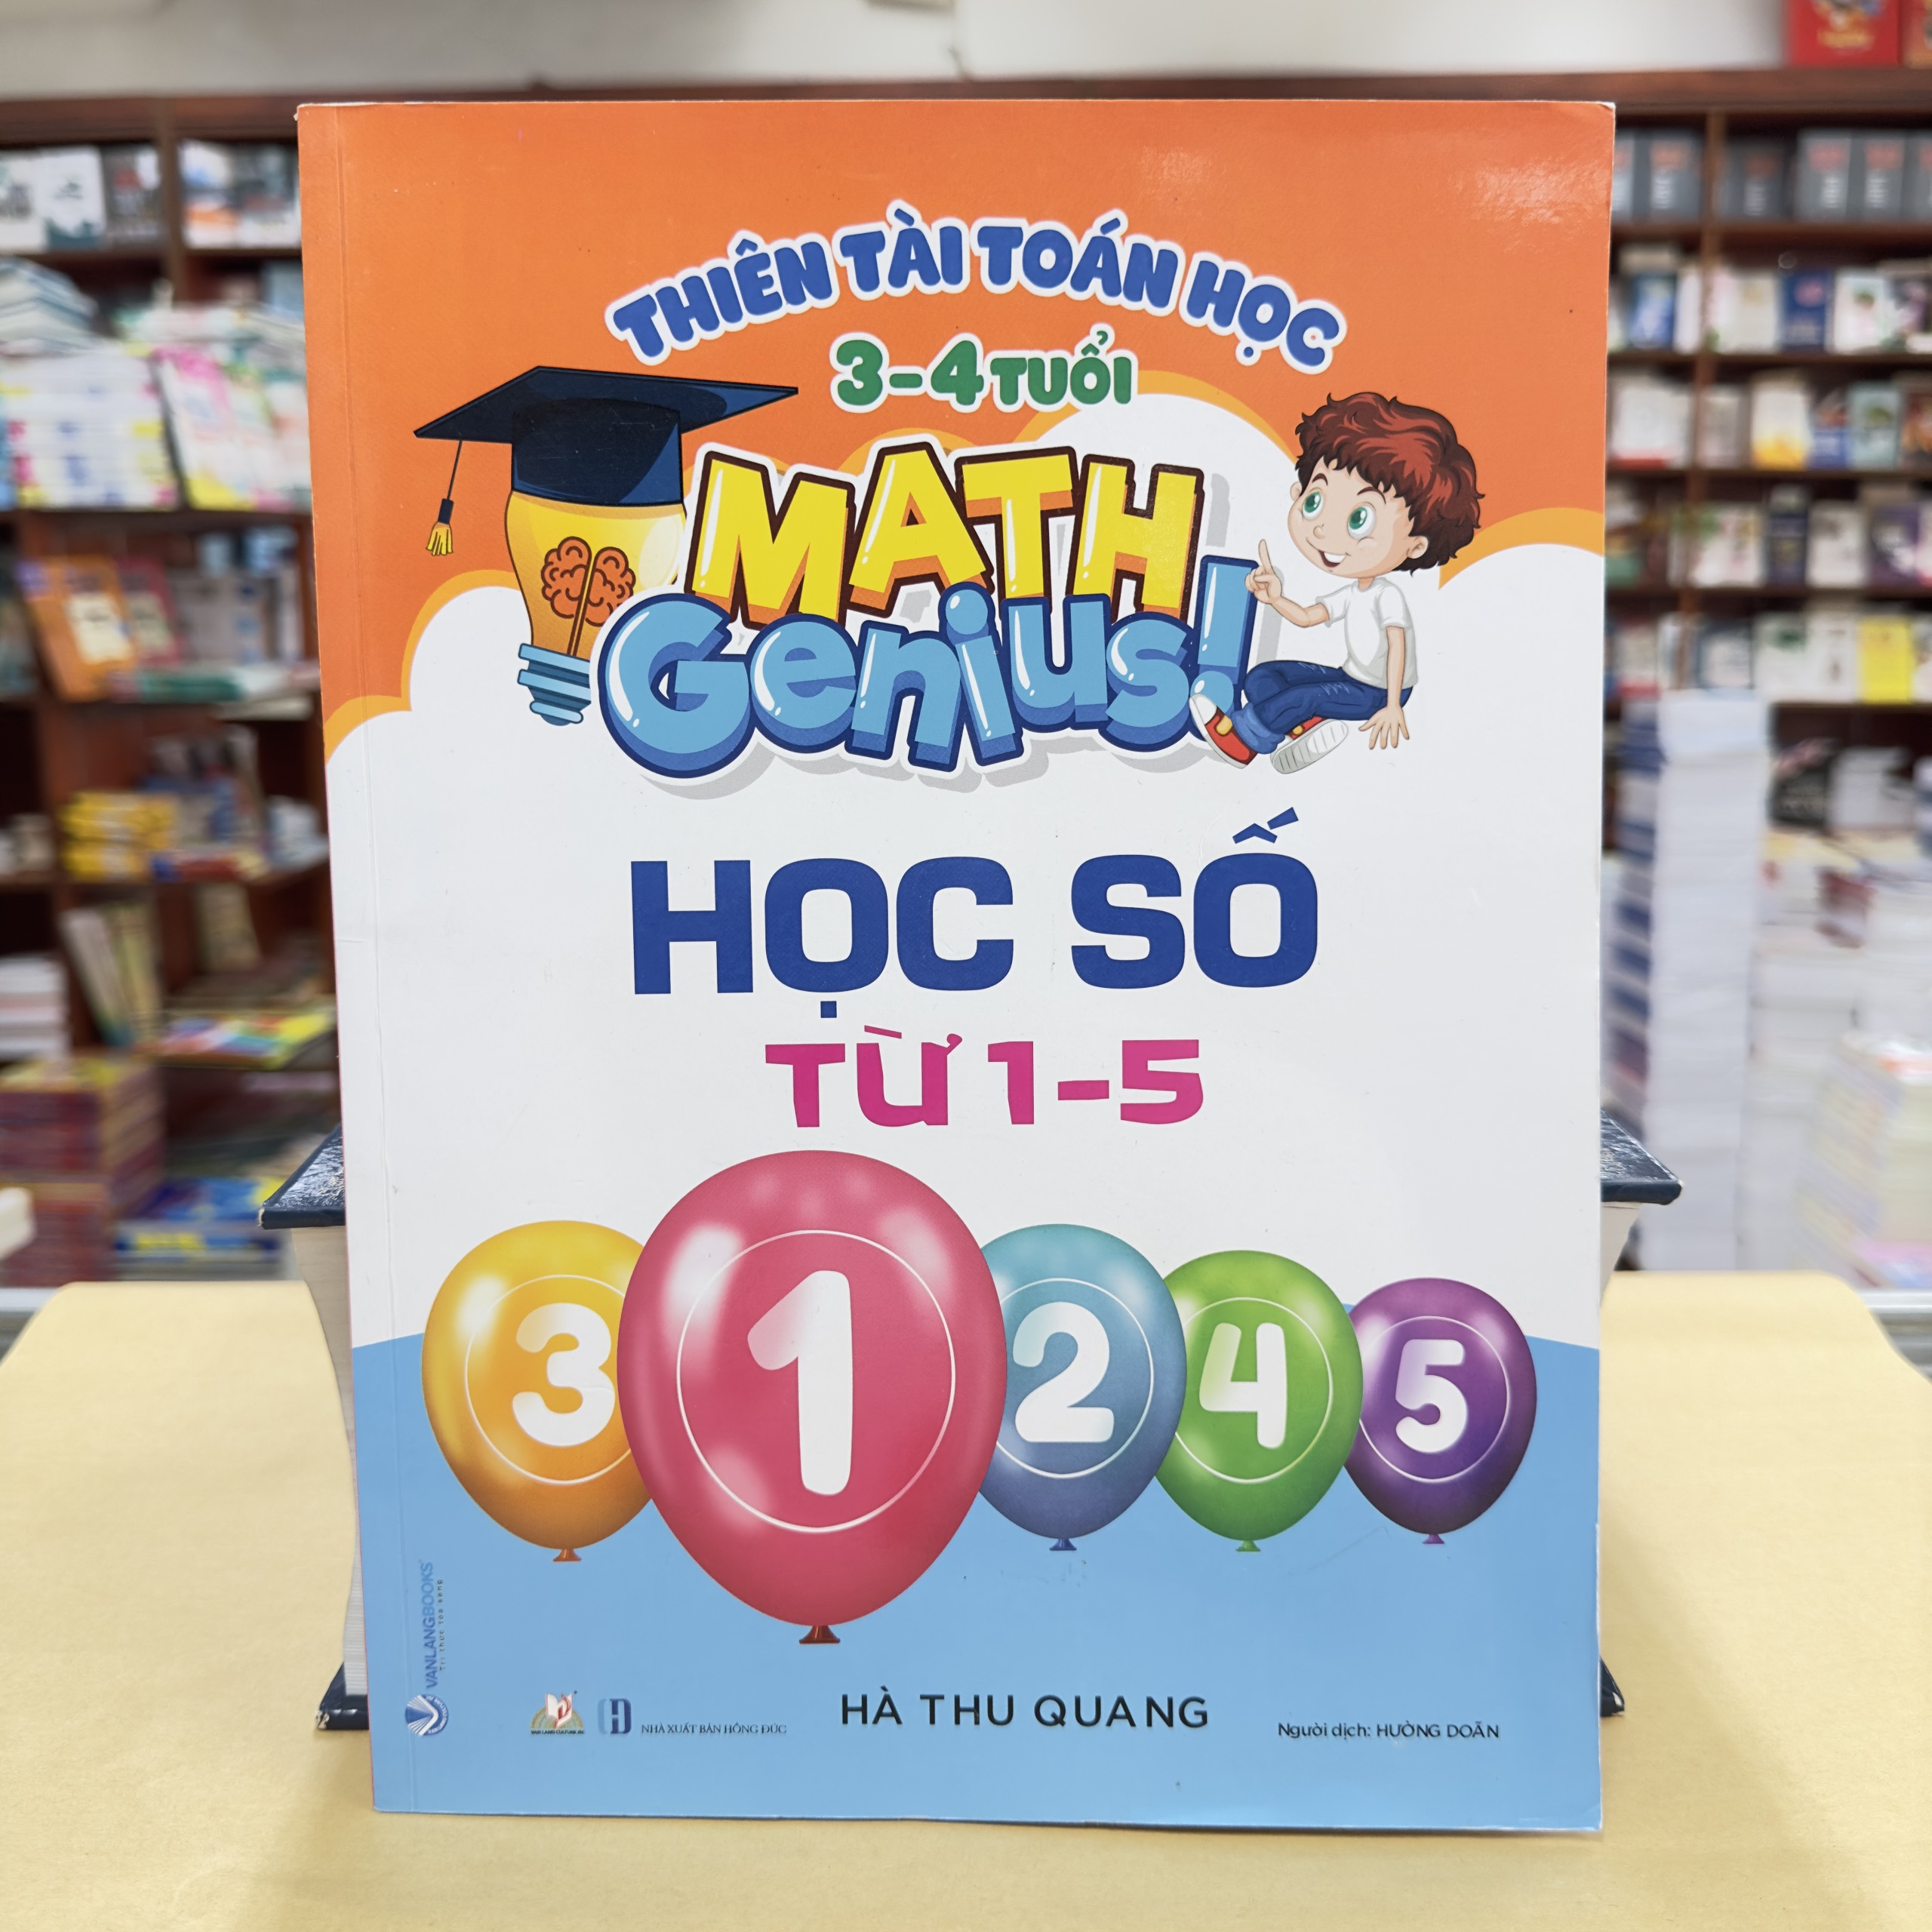 THIÊN TÀI TOÁN HỌC
3-4 TUỔI
MATH
Genius!
HỌC SỐ
TỪ 1-5
3 1 2 4 5
VANLANGBOOKS
NHÀ XUẤT BẢN HỒNG ĐỨC
HÀ THU QUANG
Người dịch: HƯỜNG DOÃN